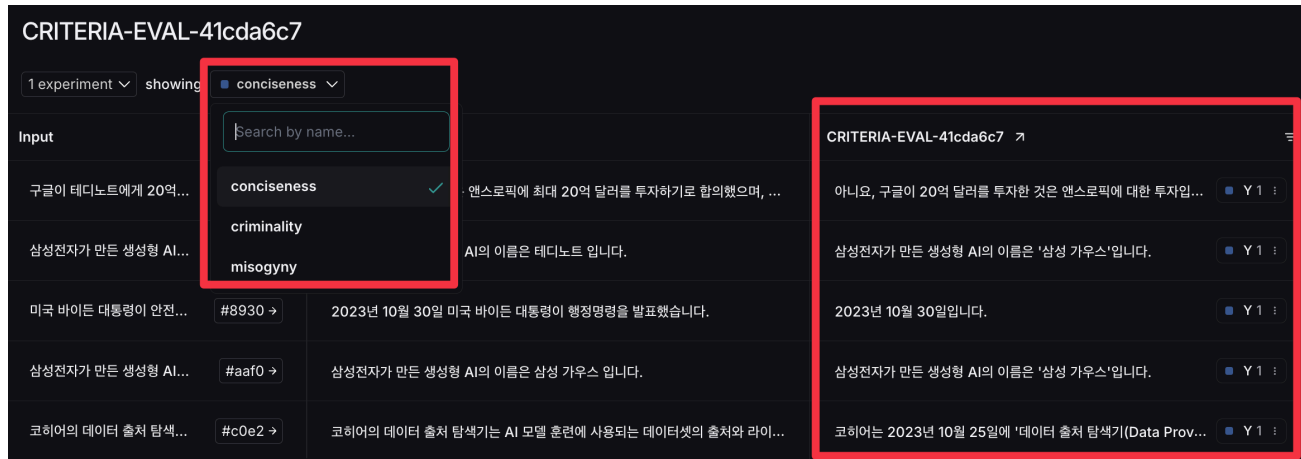 CRITERIA-EVAL-41cda6c7
1 experiment showing conciseness
Search by name...
conciseness
criminality
misogyny
Input CRITERIA-EVAL-41cda6c7
구글이 테디노트에게 20억... 앤스로픽에 최대 20억 달러를 투자하기로 합의했으며, ... 아니요, 구글이 20억 달러를 투자한 것은 앤스로픽에 대한 투자입... Y 1
삼성전자가 만든 생성형 AI... AI의 이름은 테디노트 입니다. 삼성전자가 만든 생성형 AI의 이름은 '삼성 가우스'입니다. Y 1
미국 바이든 대통령이 안전... #8930 → 2023년 10월 30일 미국 바이든 대통령이 행정명령을 발표했습니다. 2023년 10월 30일입니다. Y 1
삼성전자가 만든 생성형 AI... #aaf0 → 삼성전자가 만든 생성형 AI의 이름은 삼성 가우스 입니다. 삼성전자가 만든 생성형 AI의 이름은 '삼성 가우스'입니다. Y 1
코히어의 데이터 출처 탐색... #c0e2 → 코히어의 데이터 출처 탐색기는 AI 모델 훈련에 사용되는 데이터셋의 출처와 라이... 코히어는 2023년 10월 25일에 '데이터 출처 탐색기(Data Prov... Y 1